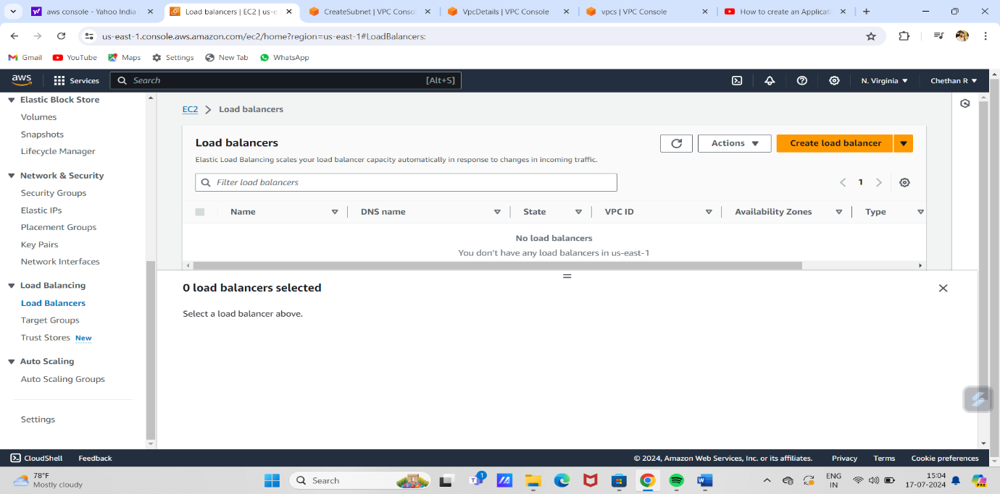 aws console - Yahoo India
Load balancers | EC2 | us-e
CreateSubnet | VPC Conso
VpcDetails | VPC Console
vpcs | VPC Console
How to create an Applicati
us-east-1.console.aws.amazon.com/ec2/home?region=us-east-1#LoadBalancers:
Gmail
YouTube
Maps
Settings
New Tab
WhatsApp
aws
Services
Search
[Alt+S]
N. Virginia
Chethan R
Elastic Block Store
Volumes
Snapshots
Lifecycle Manager
Network & Security
Security Groups
Elastic IPs
Placement Groups
Key Pairs
Network Interfaces
Load Balancing
Load Balancers
Target Groups
Trust Stores New
Auto Scaling
Auto Scaling Groups
Settings
EC2 > Load balancers
Load balancers
Elastic Load Balancing scales your load balancer capacity automatically in response to changes in incoming traffic.
Actions
Create load balancer
Filter load balancers
1
Name
DNS name
State
VPC ID
Availability Zones
Type
No load balancers
You don't have any load balancers in us-east-1
0 load balancers selected
Select a load balancer above.
CloudShell
Feedback
© 2024, Amazon Web Services, Inc. or its affiliates.
Privacy
Terms
Cookie preferences
78°F
Mostly cloudy
Search
1
ENG
IN
15:04
17-07-2024
PRE